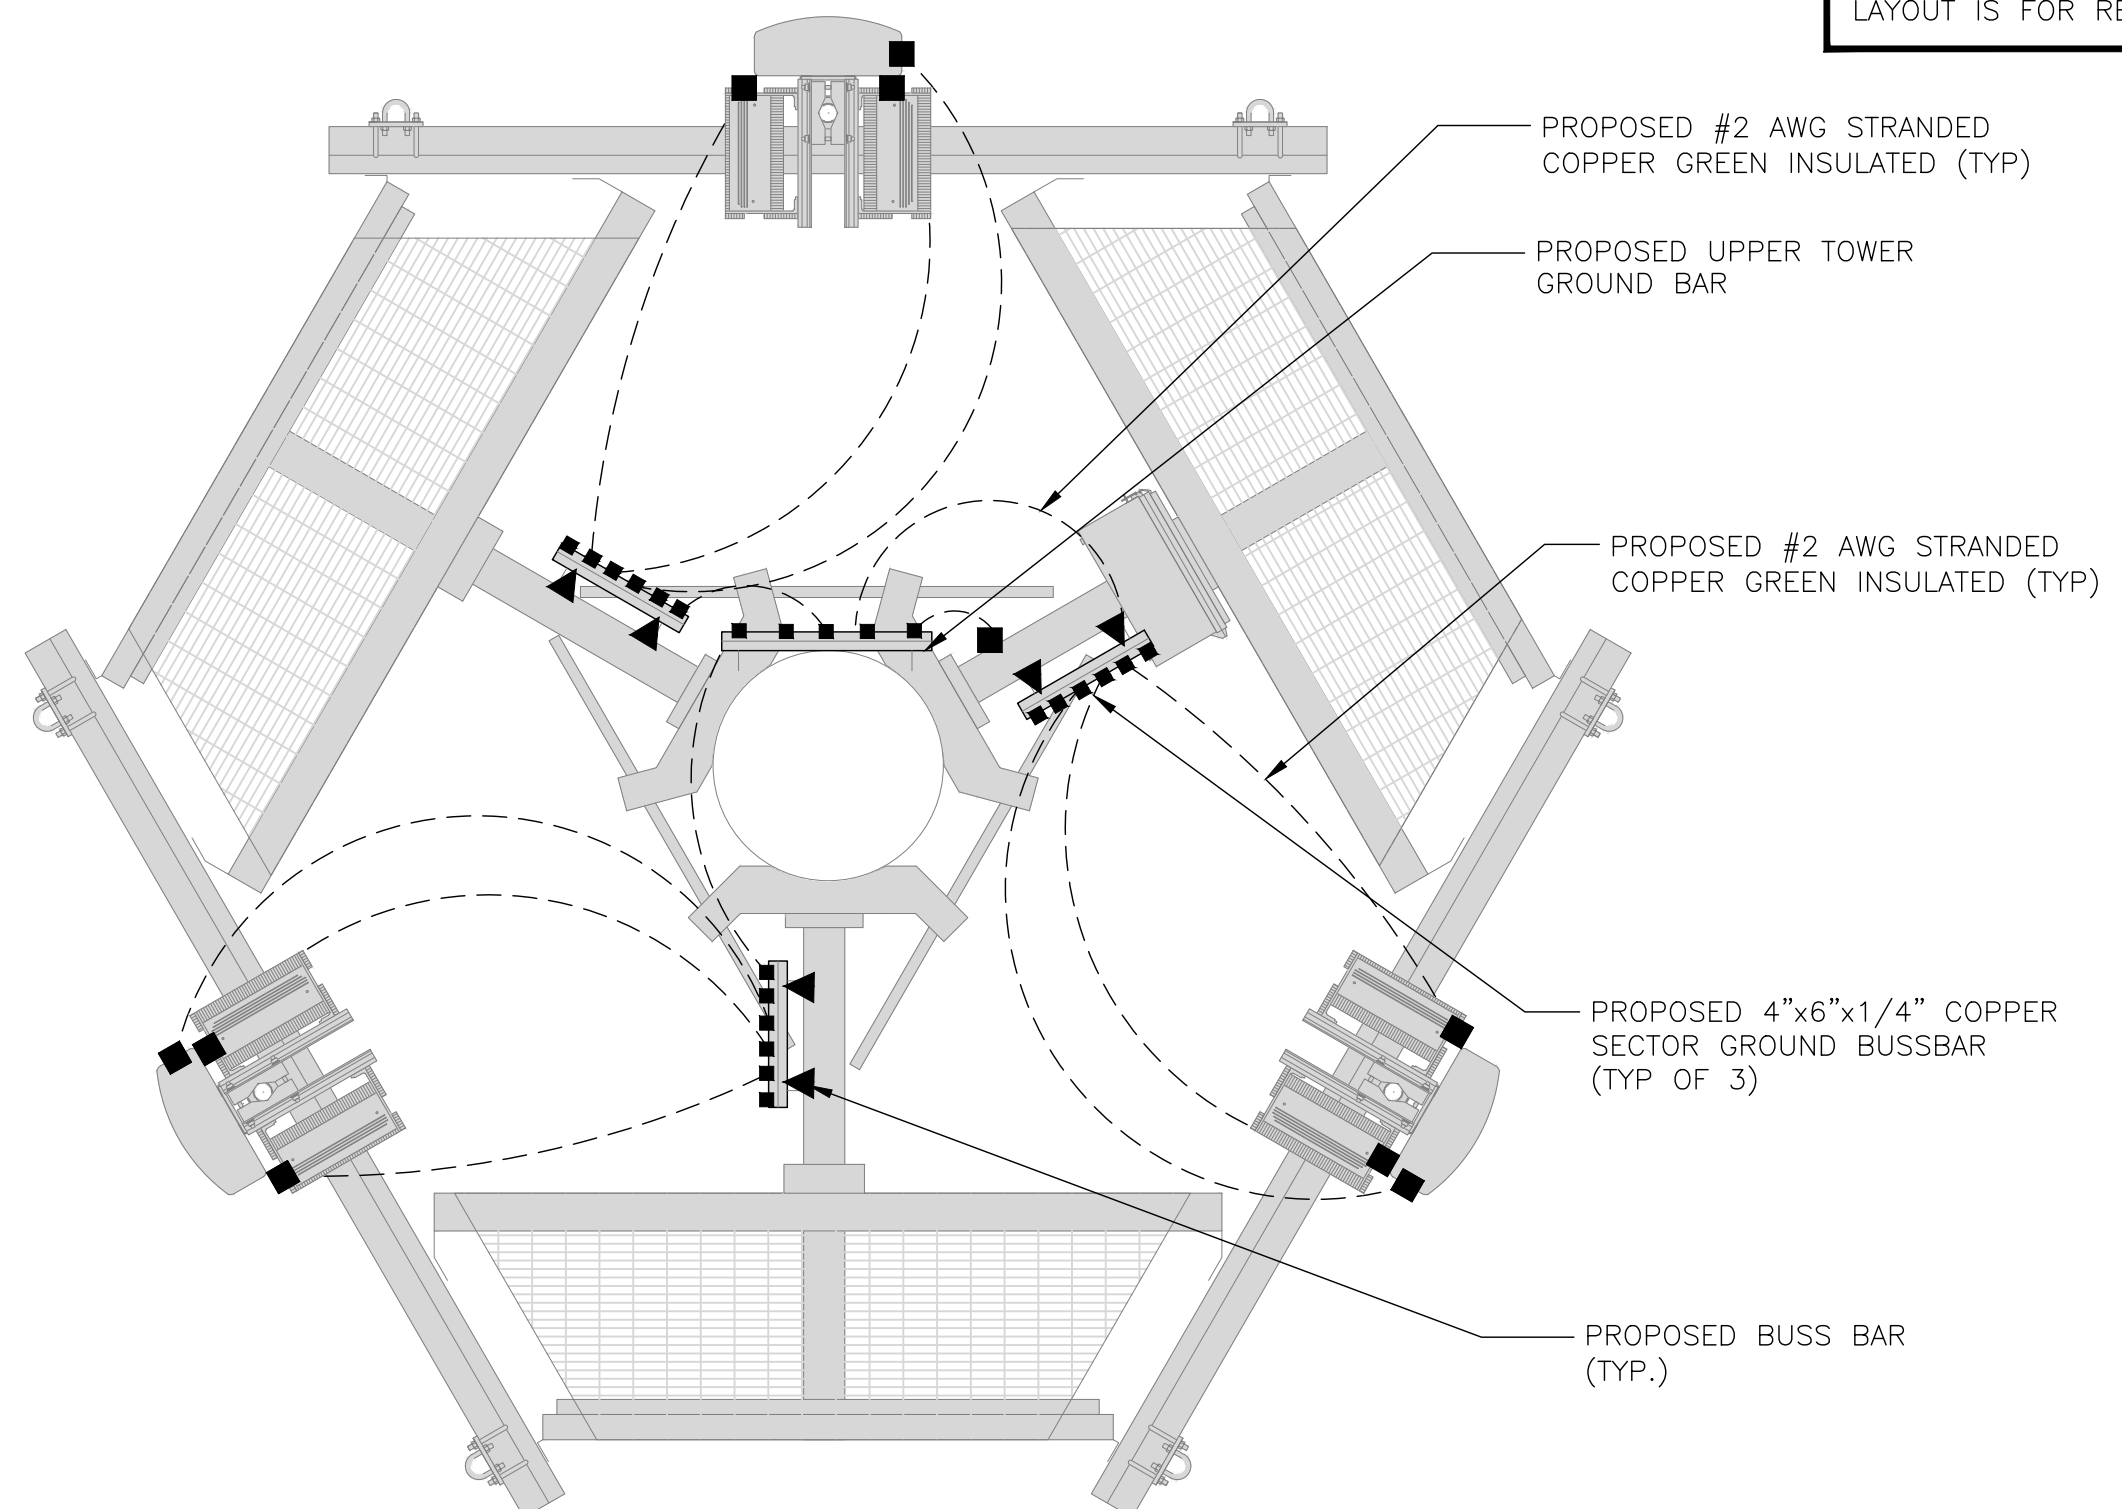 LAYOUT IS FOR
PROPOSED #2 AWG STRANDED
COPPER GREEN INSULATED (TYP)
PROPOSED UPPER TOWER
GROUND BAR
PROPOSED #2 AWG STRANDED
COPPER GREEN INSULATED (TYP)
PROPOSED 4”x6”x1/4” COPPER
SECTOR GROUND BUSSBAR
(TYP OF 3)
PROPOSED BUSS BAR
(TYP.)